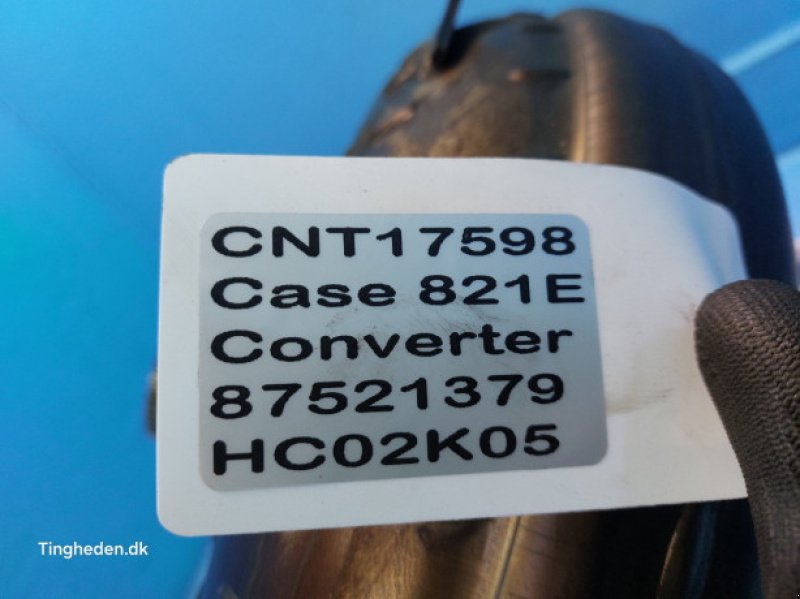 CNT17598
Case 821E
Converter
87521379
HC02K05
Tingheden.dk